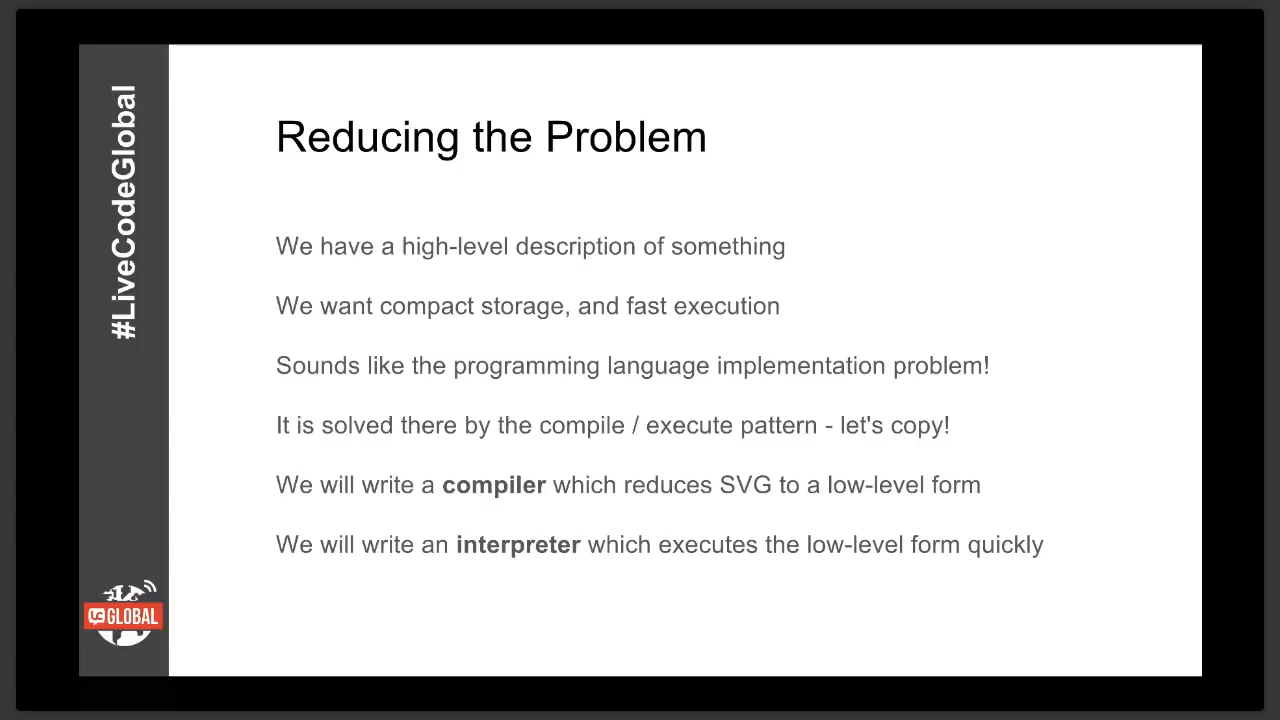 #LiveCodeGlobal
Reducing the Problem
We have a high-level description of something
We want compact storage, and fast execution
Sounds like the programming language implementation problem!
It is solved there by the compile / execute pattern - let's copy!
We will write a compiler which reduces SVG to a low-level form
We will write an interpreter which executes the low-level form quickly
LC GLOBAL